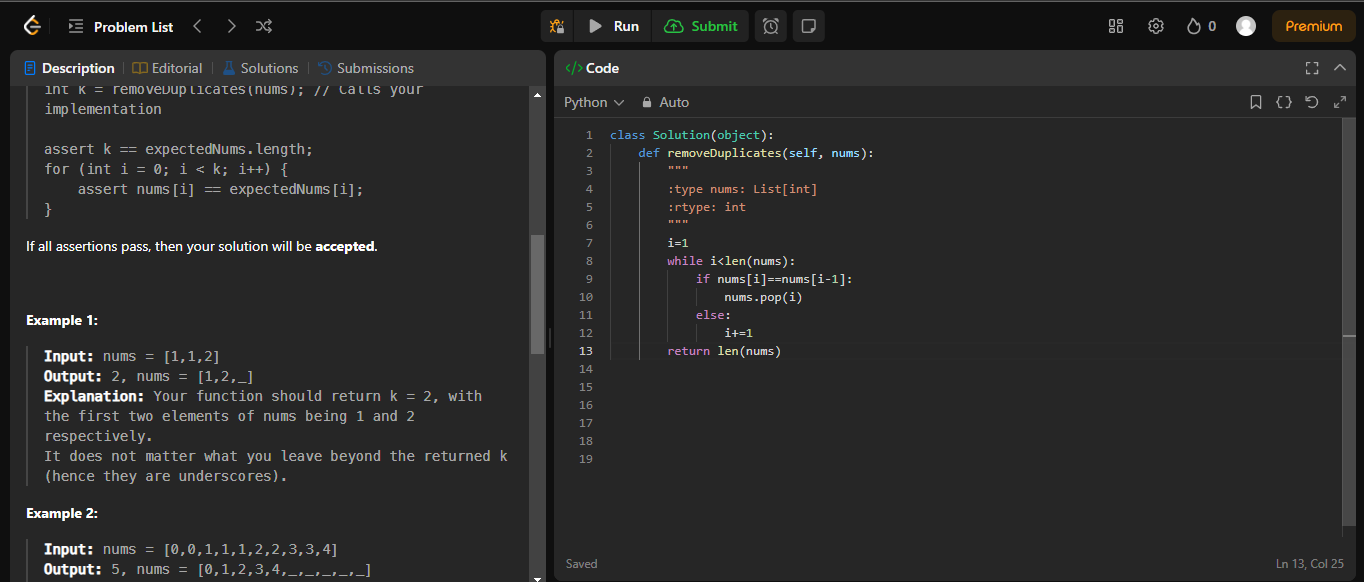 Problem List
Run
Submit
0
Premium
Description
Editorial
Solutions
Submissions
int k = removeDuplicates(nums); // Calls your
implementation
assert k == expectedNums.length;
for (int i = 0; i < k; i++) {
    assert nums[i] == expectedNums[i];
}
If all assertions pass, then your solution will be accepted.
Example 1:
Input: nums = [1,1,2]
Output: 2, nums = [1,2,_]
Explanation: Your function should return k = 2, with
the first two elements of nums being 1 and 2
respectively.
It does not matter what you leave beyond the returned k
(hence they are underscores).
Example 2:
Input: nums = [0,0,1,1,1,2,2,3,3,4]
Output: 5, nums = [0,1,2,3,4,_,_,_,_,_]
</> Code
Python
Auto
1 class Solution(object):
2     def removeDuplicates(self, nums):
3         """
4         :type nums: List[int]
5         :rtype: int
6         """
7         i=1
8         while i<len(nums):
9             if nums[i]==nums[i-1]:
10                 nums.pop(i)
11             else:
12                 i+=1
13         return len(nums)
14
15
16
17
18
19
Saved
Ln 13, Col 25